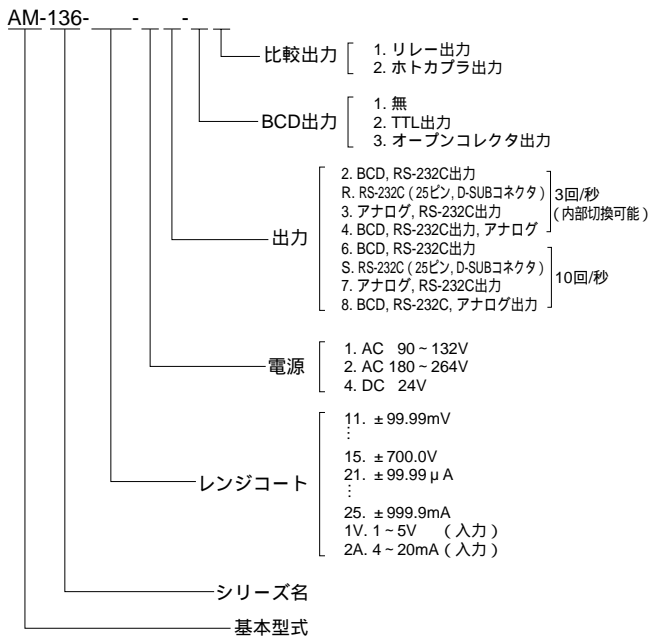 AM-136- - -
比較出力
1. リレー出力
2. ホトカプラ出力
BCD出力
1. 無
2. TTL出力
3. オープンコレクタ出力
出力
2. BCD, RS-232C出力
R. RS-232C ( 25ピン, D-SUBコネクタ )
3. アナログ, RS-232C出力
4. BCD, RS-232C出力, アナログ
3回/秒
( 内部切換可能 )
6. BCD, RS-232C出力
S. RS-232C ( 25ピン, D-SUBコネクタ )
7. アナログ, RS-232C出力
8. BCD, RS-232C, アナログ出力
10回/秒
電源
1. AC 90 ~ 132V
2. AC 180 ~ 264V
4. DC 24V
レンジコート
11. ± 99.99mV
⋮
15. ± 700.0V
21. ± 99.99 μ A
⋮
25. ± 999.9mA
1V. 1 ~ 5V ( 入力 )
2A. 4 ~ 20mA ( 入力 )
シリーズ名
基本型式